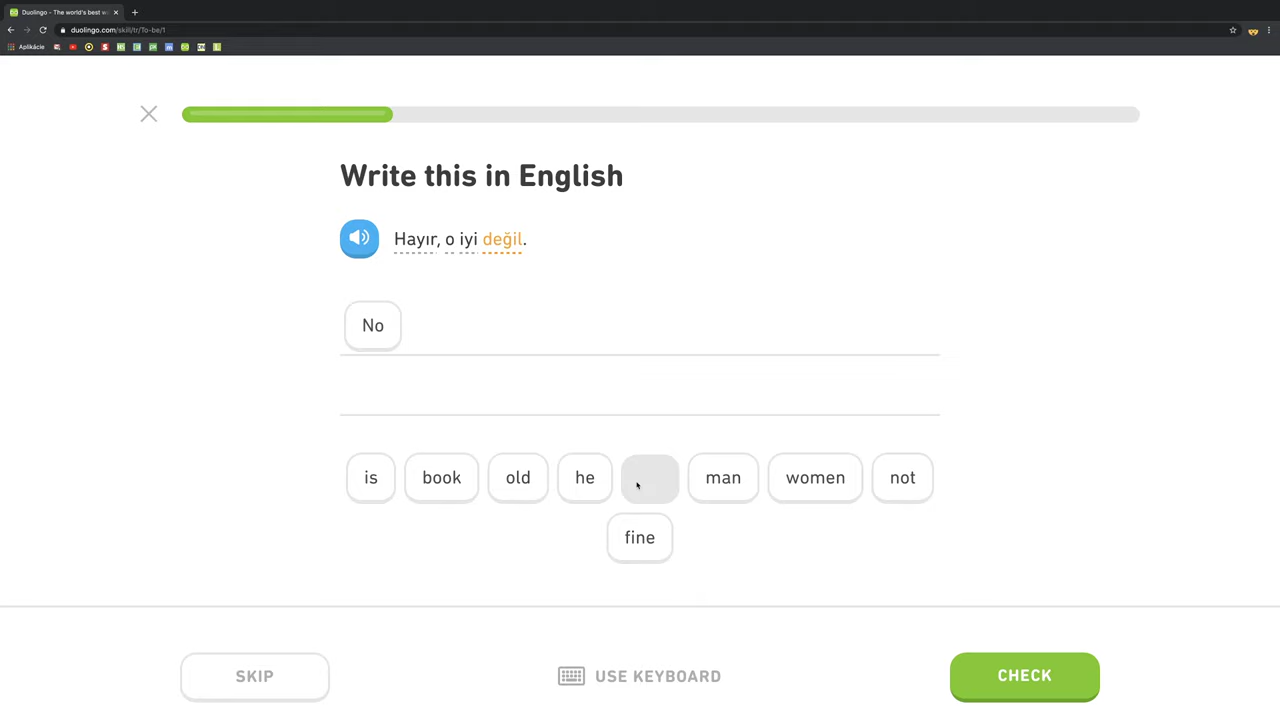 Duolingo - The world's best w
duolingo.com/skill/tr/To-be/1
Aplikácie
Write this in English
Hayır, o iyi değil.
No
is book old he man women not
fine
SKIP USE KEYBOARD CHECK